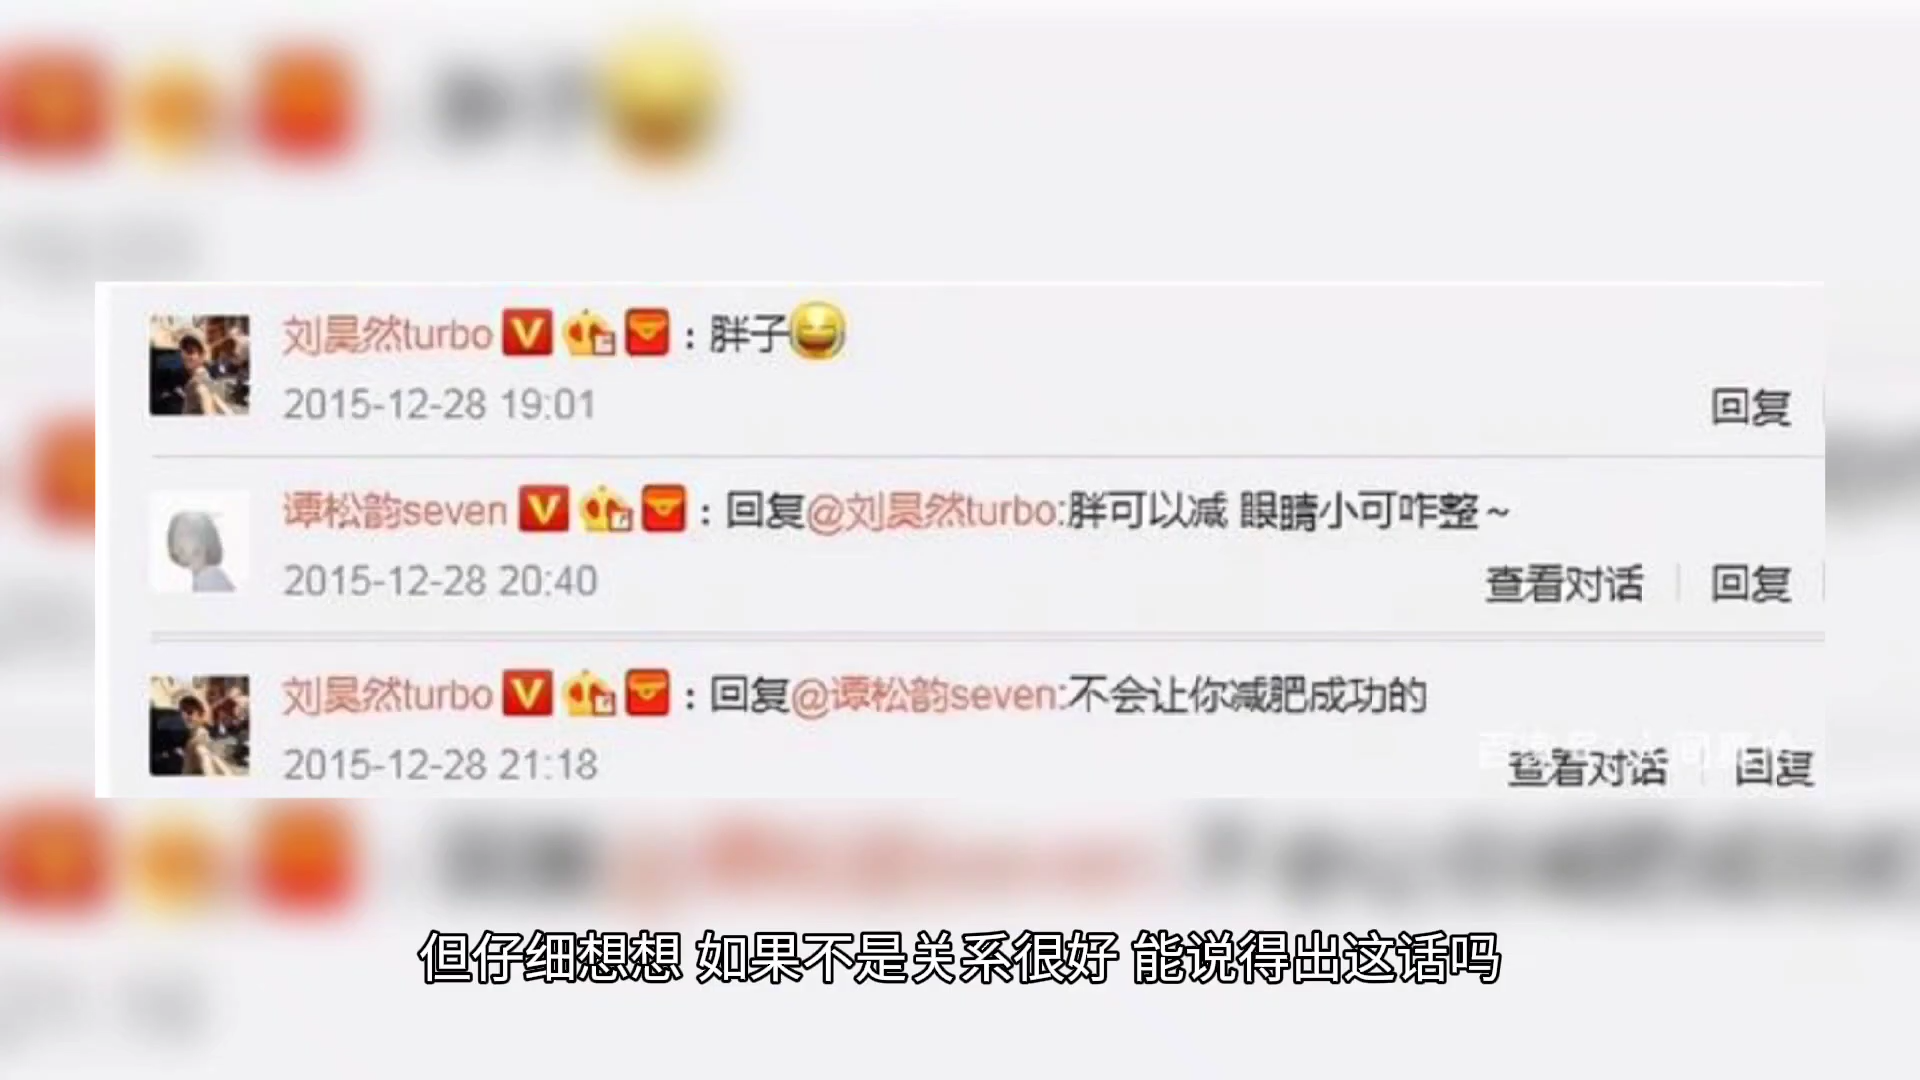 刘昊然turbo：胖子
2015-12-28 19:01
回复
谭松韵seven：回复@刘昊然turbo:胖可以减 眼睛小可咋整~
2015-12-28 20:40
查看对话 回复
刘昊然turbo：回复@谭松韵seven:不会让你减肥成功的
2015-12-28 21:18
查看对话 回复
但仔细想想 如果不是关系很好 能说得出这话吗